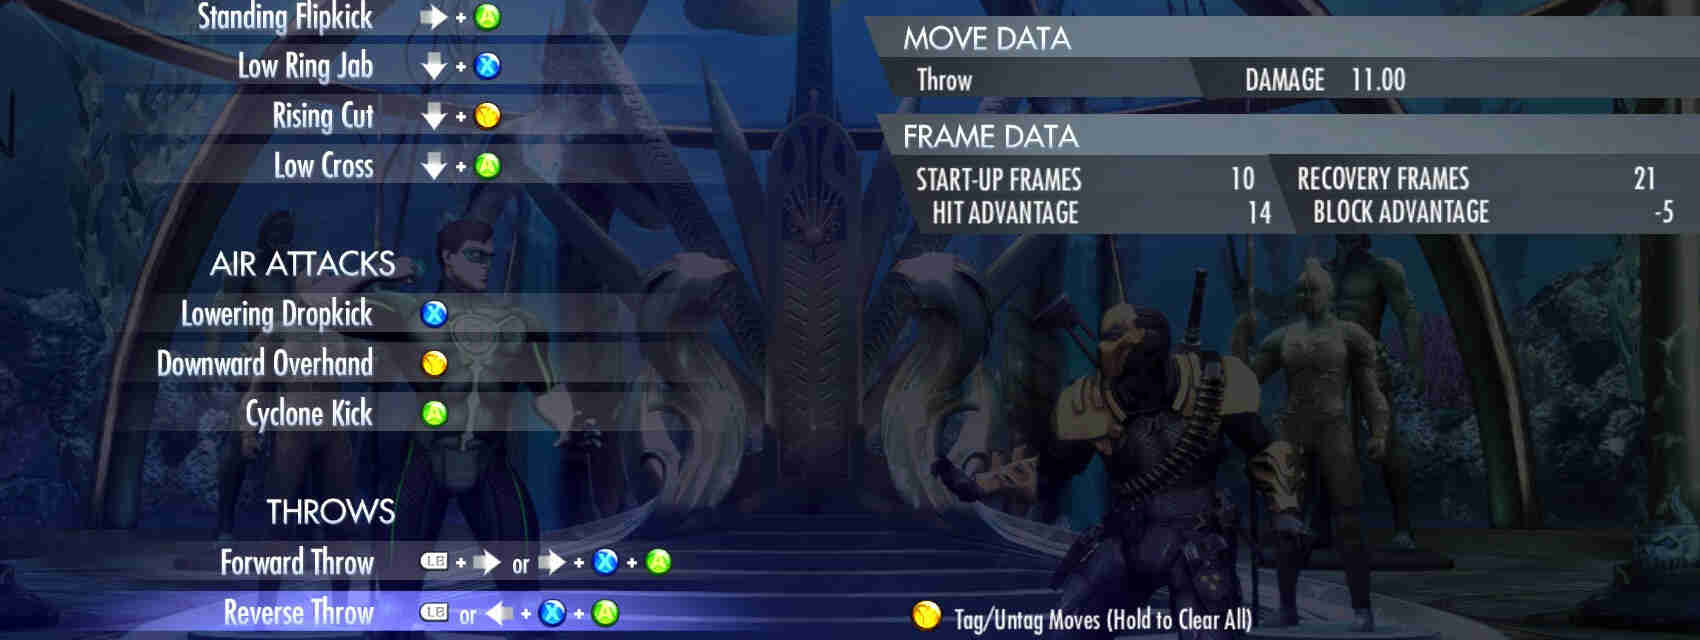 Standing Flipkick + A
Low Ring Jab + X
Rising Cut + Y
Low Cross + A
AIR ATTACKS
Lowering Dropkick X
Downward Overhand Y
Cyclone Kick A
THROWS
Forward Throw LB + or + X + A
Reverse Throw LB or + X + A
MOVE DATA
Throw DAMAGE 11.00
FRAME DATA
START-UP FRAMES 10 RECOVERY FRAMES 21
HIT ADVANTAGE 14 BLOCK ADVANTAGE -5
Y Tag/Untag Moves (Hold to Clear All)